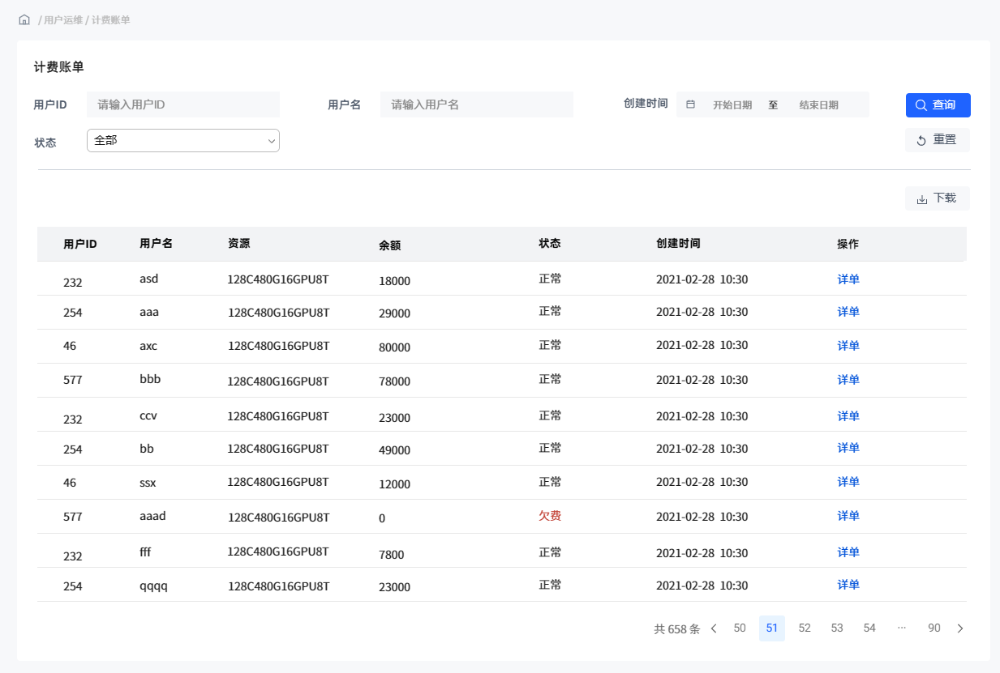 / 用户运维 / 计费账单
计费账单
用户ID 请输入用户ID 用户名 请输入用户名 创建时间 开始日期 至 结束日期 查询
状态 全部 重置
下载
用户ID 用户名 资源 余额 状态 创建时间 操作
232 asd 128C480G16GPU8T 18000 正常 2021-02-28 10:30 详单
254 aaa 128C480G16GPU8T 29000 正常 2021-02-28 10:30 详单
46 axc 128C480G16GPU8T 80000 正常 2021-02-28 10:30 详单
577 bbb 128C480G16GPU8T 78000 正常 2021-02-28 10:30 详单
232 ccv 128C480G16GPU8T 23000 正常 2021-02-28 10:30 详单
254 bb 128C480G16GPU8T 49000 正常 2021-02-28 10:30 详单
46 ssx 128C480G16GPU8T 12000 正常 2021-02-28 10:30 详单
577 aaad 128C480G16GPU8T 0 欠费 2021-02-28 10:30 详单
232 fff 128C480G16GPU8T 7800 正常 2021-02-28 10:30 详单
254 qqqq 128C480G16GPU8T 23000 正常 2021-02-28 10:30 详单
共 658 条 50 51 52 53 54 ··· 90